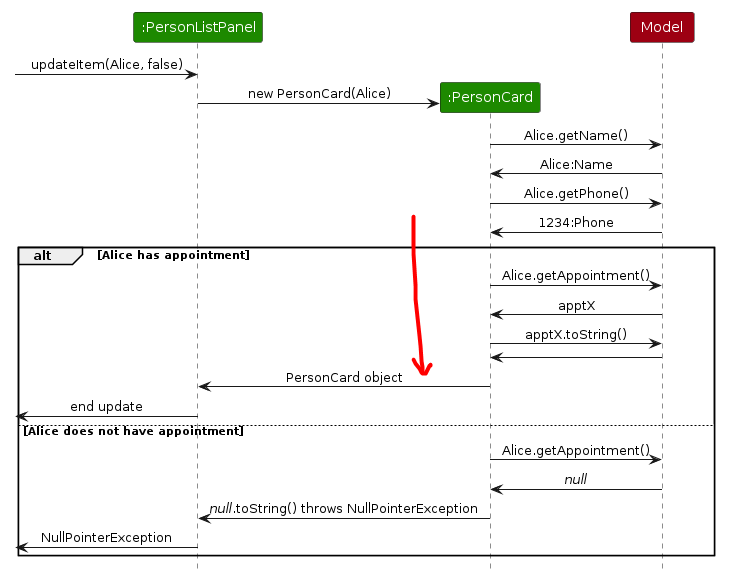 :PersonListPanel
Model
updateItem(Alice, false)
new PersonCard(Alice)
:PersonCard
Alice.getName()
Alice:Name
Alice.getPhone()
1234:Phone
alt [Alice has appointment]
Alice.getAppointment()
apptX
apptX.toString()
PersonCard object
end update
[Alice does not have appointment]
Alice.getAppointment()
null
null.toString() throws NullPointerException
NullPointerException